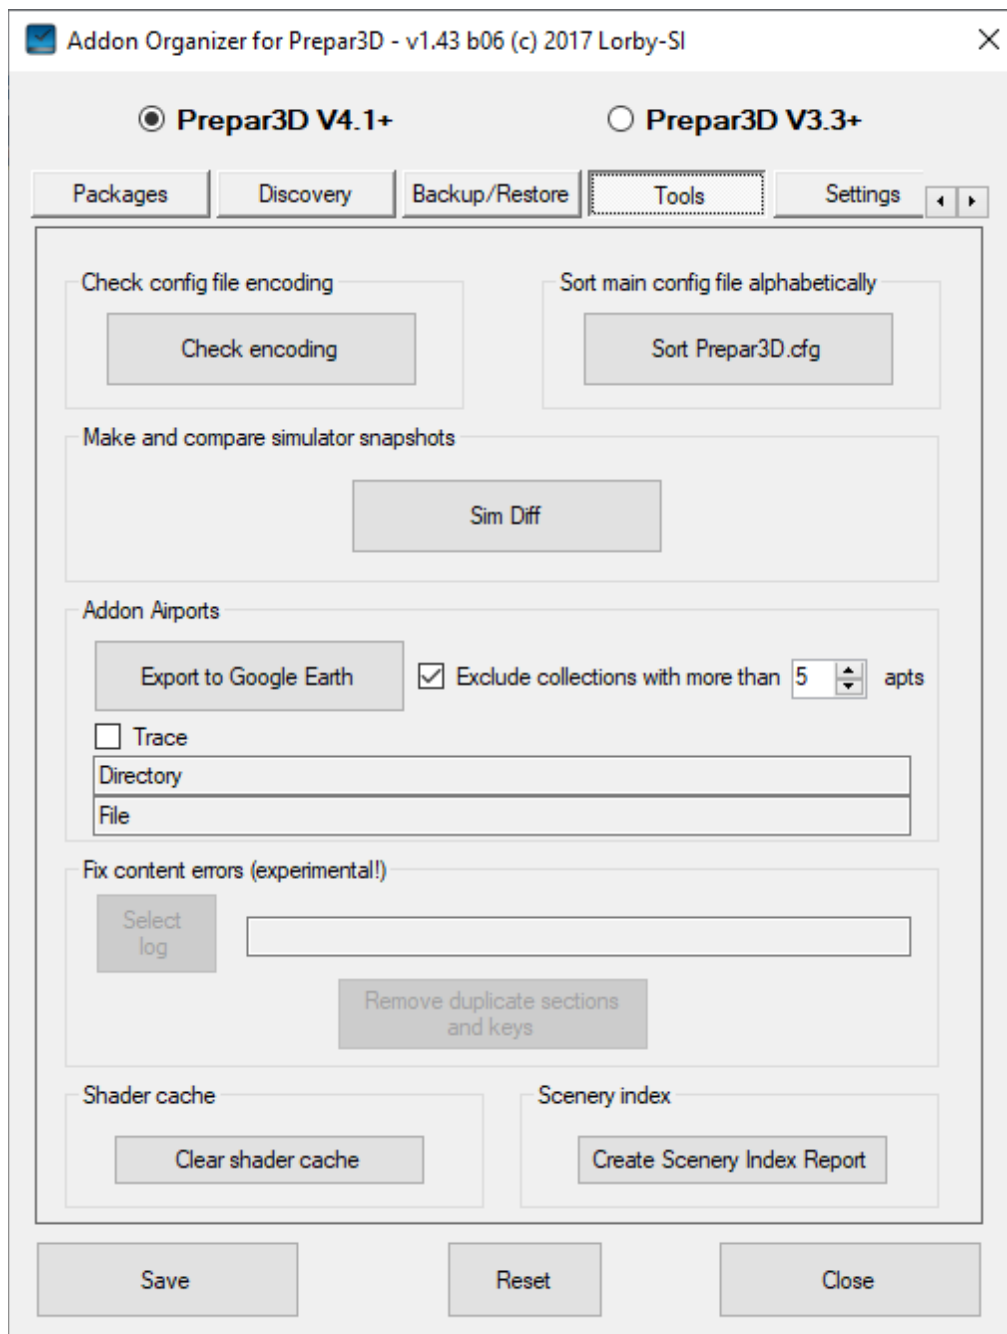 Addon Organizer for Prepar3D - v1.43 b06 (c) 2017 Lorby-SI
Prepar3D V4.1+ Prepar3D V3.3+
Packages Discovery Backup/Restore Tools Settings
Check config file encoding Sort main config file alphabetically
Check encoding Sort Prepar3D.cfg
Make and compare simulator snapshots
Sim Diff
Addon Airports
Export to Google Earth Exclude collections with more than 5 apts
Trace
Directory
File
Fix content errors (experimental!)
Select
log
Remove duplicate sections
and keys
Shader cache Scenery index
Clear shader cache Create Scenery Index Report
Save Reset Close